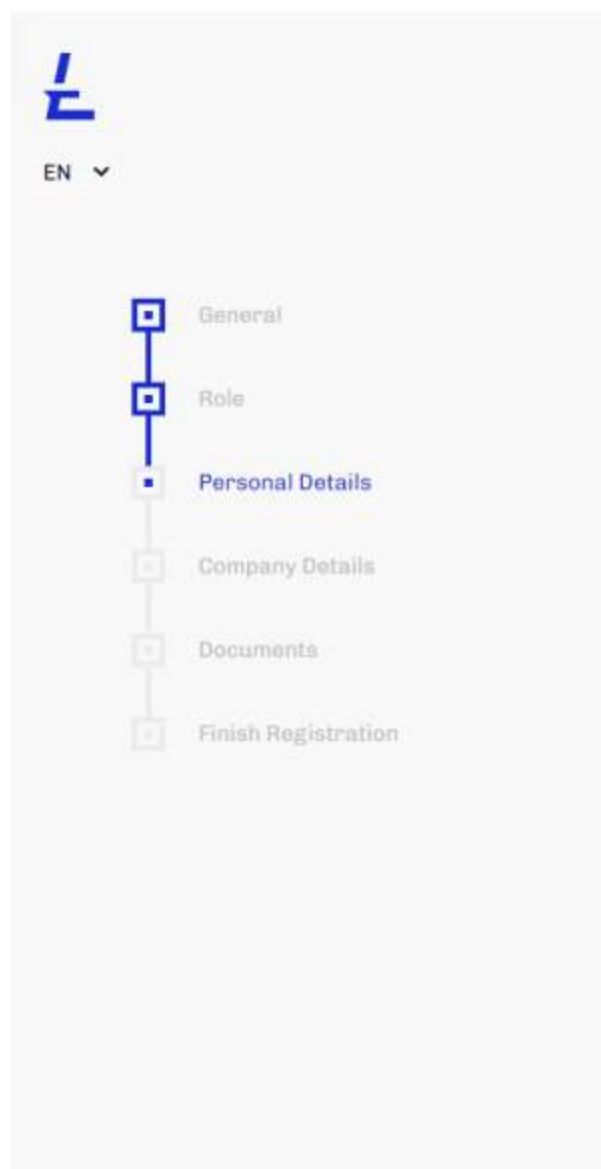 EN
General
Role
Personal Details
Company Details
Documents
Finish Registration